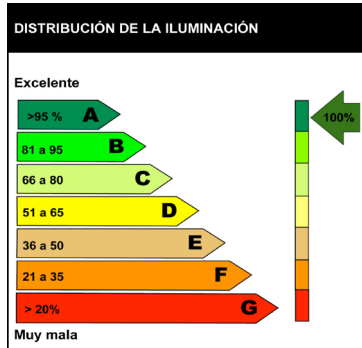 DISTRIBUCIÓN DE LA ILUMINACIÓN
Excelente
>95 % A
100%
81 a 95 B
66 a 80 C
51 a 65 D
36 a 50 E
21 a 35 F
> 20% G
Muy mala